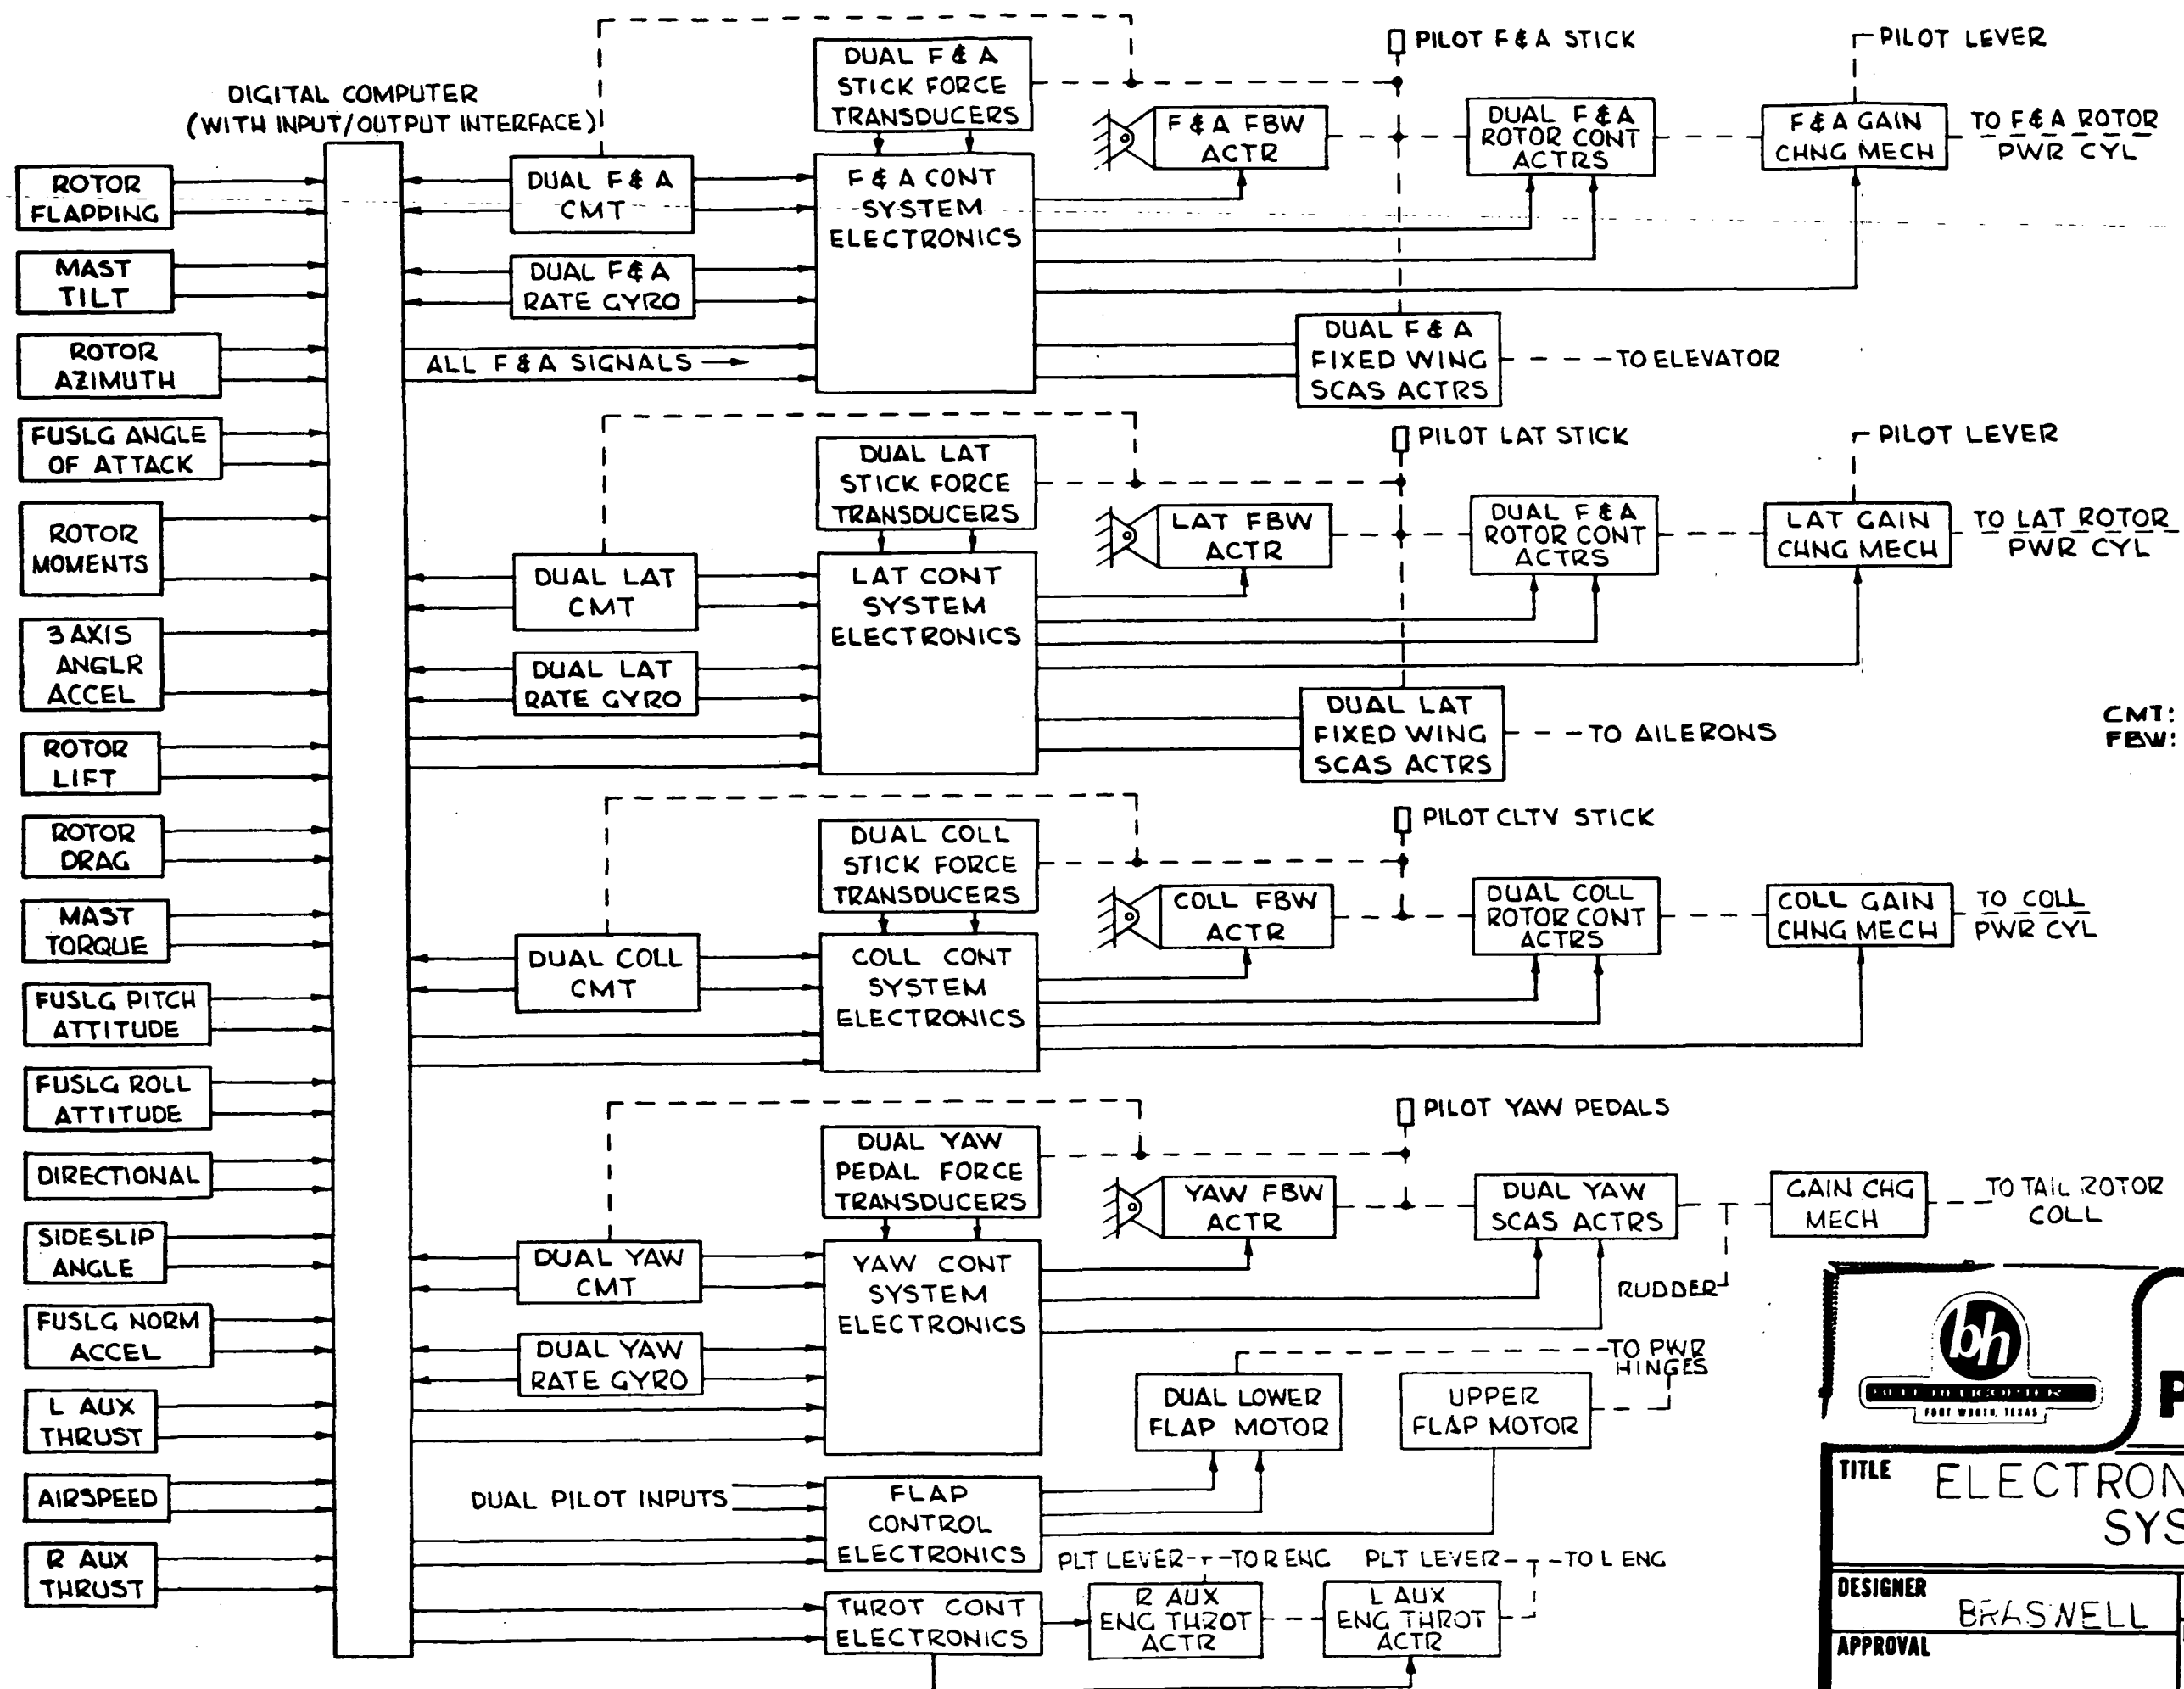 DIGITAL COMPUTER
(WITH INPUT/OUTPUT INTERFACE)
ROTOR
FLAPPING
MAST
TILT
ROTOR
AZIMUTH
FUSLG ANGLE
OF ATTACK
ROTOR
MOMENTS
3 AXIS
ANGLR
ACCEL
ROTOR
LIFT
ROTOR
DRAG
MAST
TORQUE
FUSLG PITCH
ATTITUDE
FUSLG ROLL
ATTITUDE
DIRECTIONAL
SIDESLIP
ANGLE
FUSLG NORM
ACCEL
L AUX
THRUST
AIRSPEED
R AUX
THRUST
DUAL F & A
STICK FORCE
TRANSDUCERS
DUAL F & A
CMT
DUAL F & A
RATE GYRO
ALL F & A SIGNALS
F & A CONT
SYSTEM
ELECTRONICS
F & A FBW
ACTR
PILOT F & A STICK
DUAL F & A
ROTOR CONT
ACTRS
PILOT LEVER
F & A GAIN
CHNG MECH
TO F & A ROTOR
PWR CYL
DUAL F & A
FIXED WING
SCAS ACTRS
TO ELEVATOR
DUAL LAT
STICK FORCE
TRANSDUCERS
DUAL LAT
CMT
DUAL LAT
RATE GYRO
LAT CONT
SYSTEM
ELECTRONICS
LAT FBW
ACTR
PILOT LAT STICK
DUAL F & A
ROTOR CONT
ACTRS
PILOT LEVER
LAT GAIN
CHNG MECH
TO LAT ROTOR
PWR CYL
DUAL LAT
FIXED WING
SCAS ACTRS
TO AILERONS
CMT:
FBW:
DUAL COLL
STICK FORCE
TRANSDUCERS
DUAL COLL
CMT
COLL CONT
SYSTEM
ELECTRONICS
COLL FBW
ACTR
PILOT CLTV STICK
DUAL COLL
ROTOR CONT
ACTRS
COLL GAIN
CHNG MECH
TO COLL
PWR CYL
DUAL YAW
PEDAL FORCE
TRANSDUCERS
DUAL YAW
CMT
DUAL YAW
RATE GYRO
YAW CONT
SYSTEM
ELECTRONICS
YAW FBW
ACTR
PILOT YAW PEDALS
DUAL YAW
SCAS ACTRS
RUDDER
GAIN CHG
MECH
TO TAIL ROTOR
COLL
TO PWR
HINGES
DUAL LOWER
FLAP MOTOR
UPPER
FLAP MOTOR
DUAL PILOT INPUTS
FLAP
CONTROL
ELECTRONICS
PLT LEVER
TO R ENG
PLT LEVER
TO L ENG
THROT CONT
ELECTRONICS
R AUX
ENG THROT
ACTR
L AUX
ENG THROT
ACTR
bh
BELL HELICOPTER
FORT WORTH, TEXAS
P
TITLE
ELECTRON
SYS
DESIGNER
BRASWELL
APPROVAL